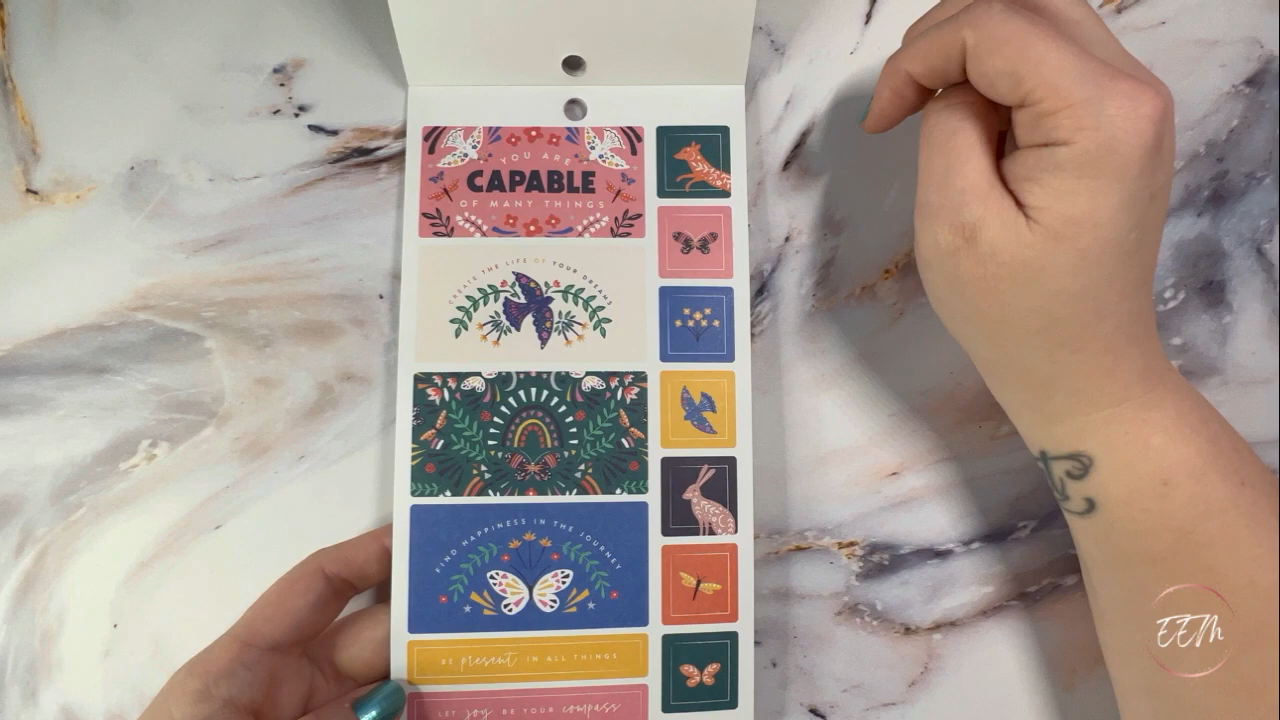 YOU ARE
CAPABLE
OF MANY THINGS
CREATE THE LIFE OF YOUR DREAMS
FIND HAPPINESS IN THE JOURNEY
BE present IN ALL THINGS
LET joy BE YOUR compass
EEM